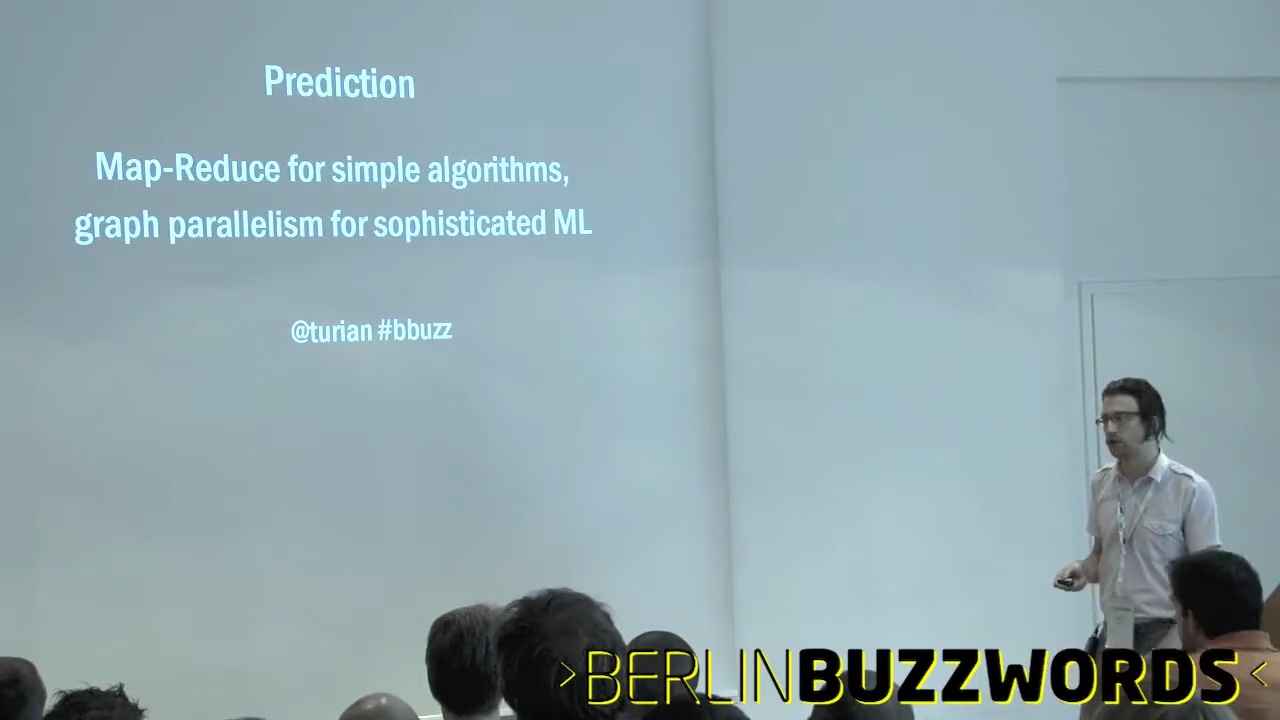 Prediction
Map-Reduce for simple algorithms,
graph parallelism for sophisticated ML
@turian #bbuzz
>BERLINBUZZWORDS<